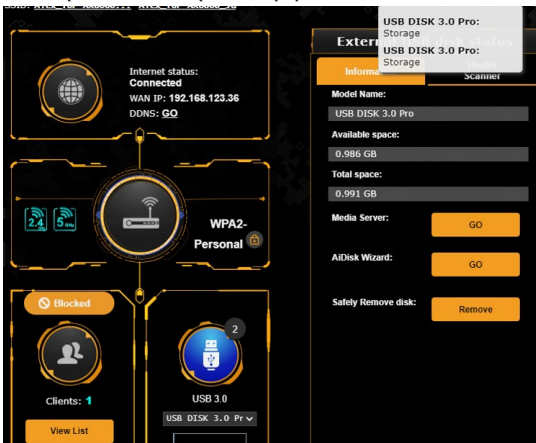 Internet status:
Connected
WAN IP: 192.168.123.36
DDNS: GO
2.4
5 GHz
WPA2-
Personal
Blocked
Clients: 1
View List
2
USB 3.0
USB DISK 3.0 Pr
USB DISK 3.0 Pro:
Storage
USB DISK 3.0 Pro:
Storage
Scanner
Model Name:
USB DISK 3.0 Pro
Available space:
0.986 GB
Total space:
0.991 GB
Media Server:
GO
AiDisk Wizard:
GO
Safely Remove disk:
Remove